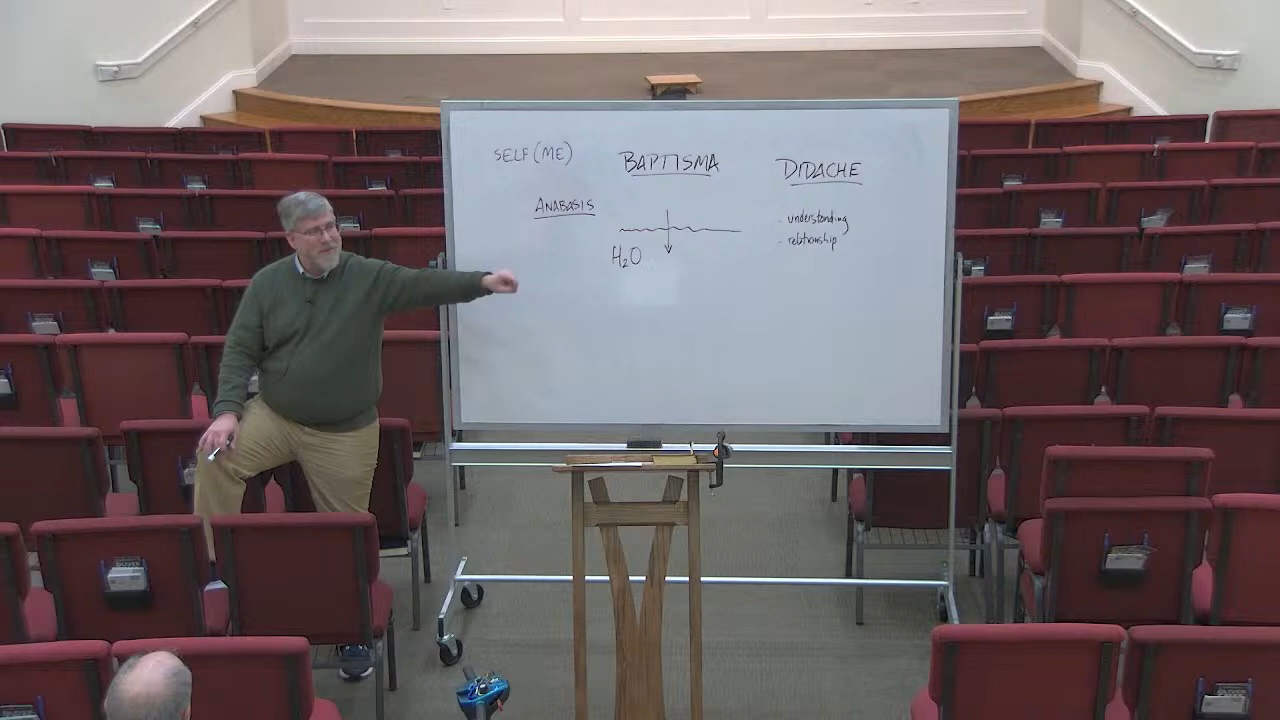 SELF (ME)
BAPTISMA
DIDACHE
ANABASIS
- understanding
- relationship
H₂O